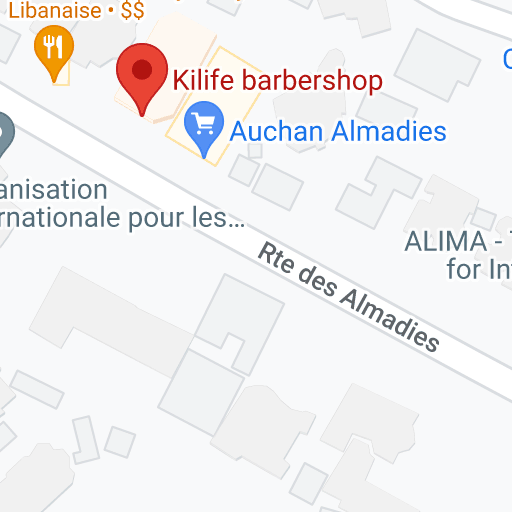 Libanaise • $$
Kilife barbershop
Auchan Almadies
anisation
rnationale pour les...
ALIMA -
for In
Rte des Almadies